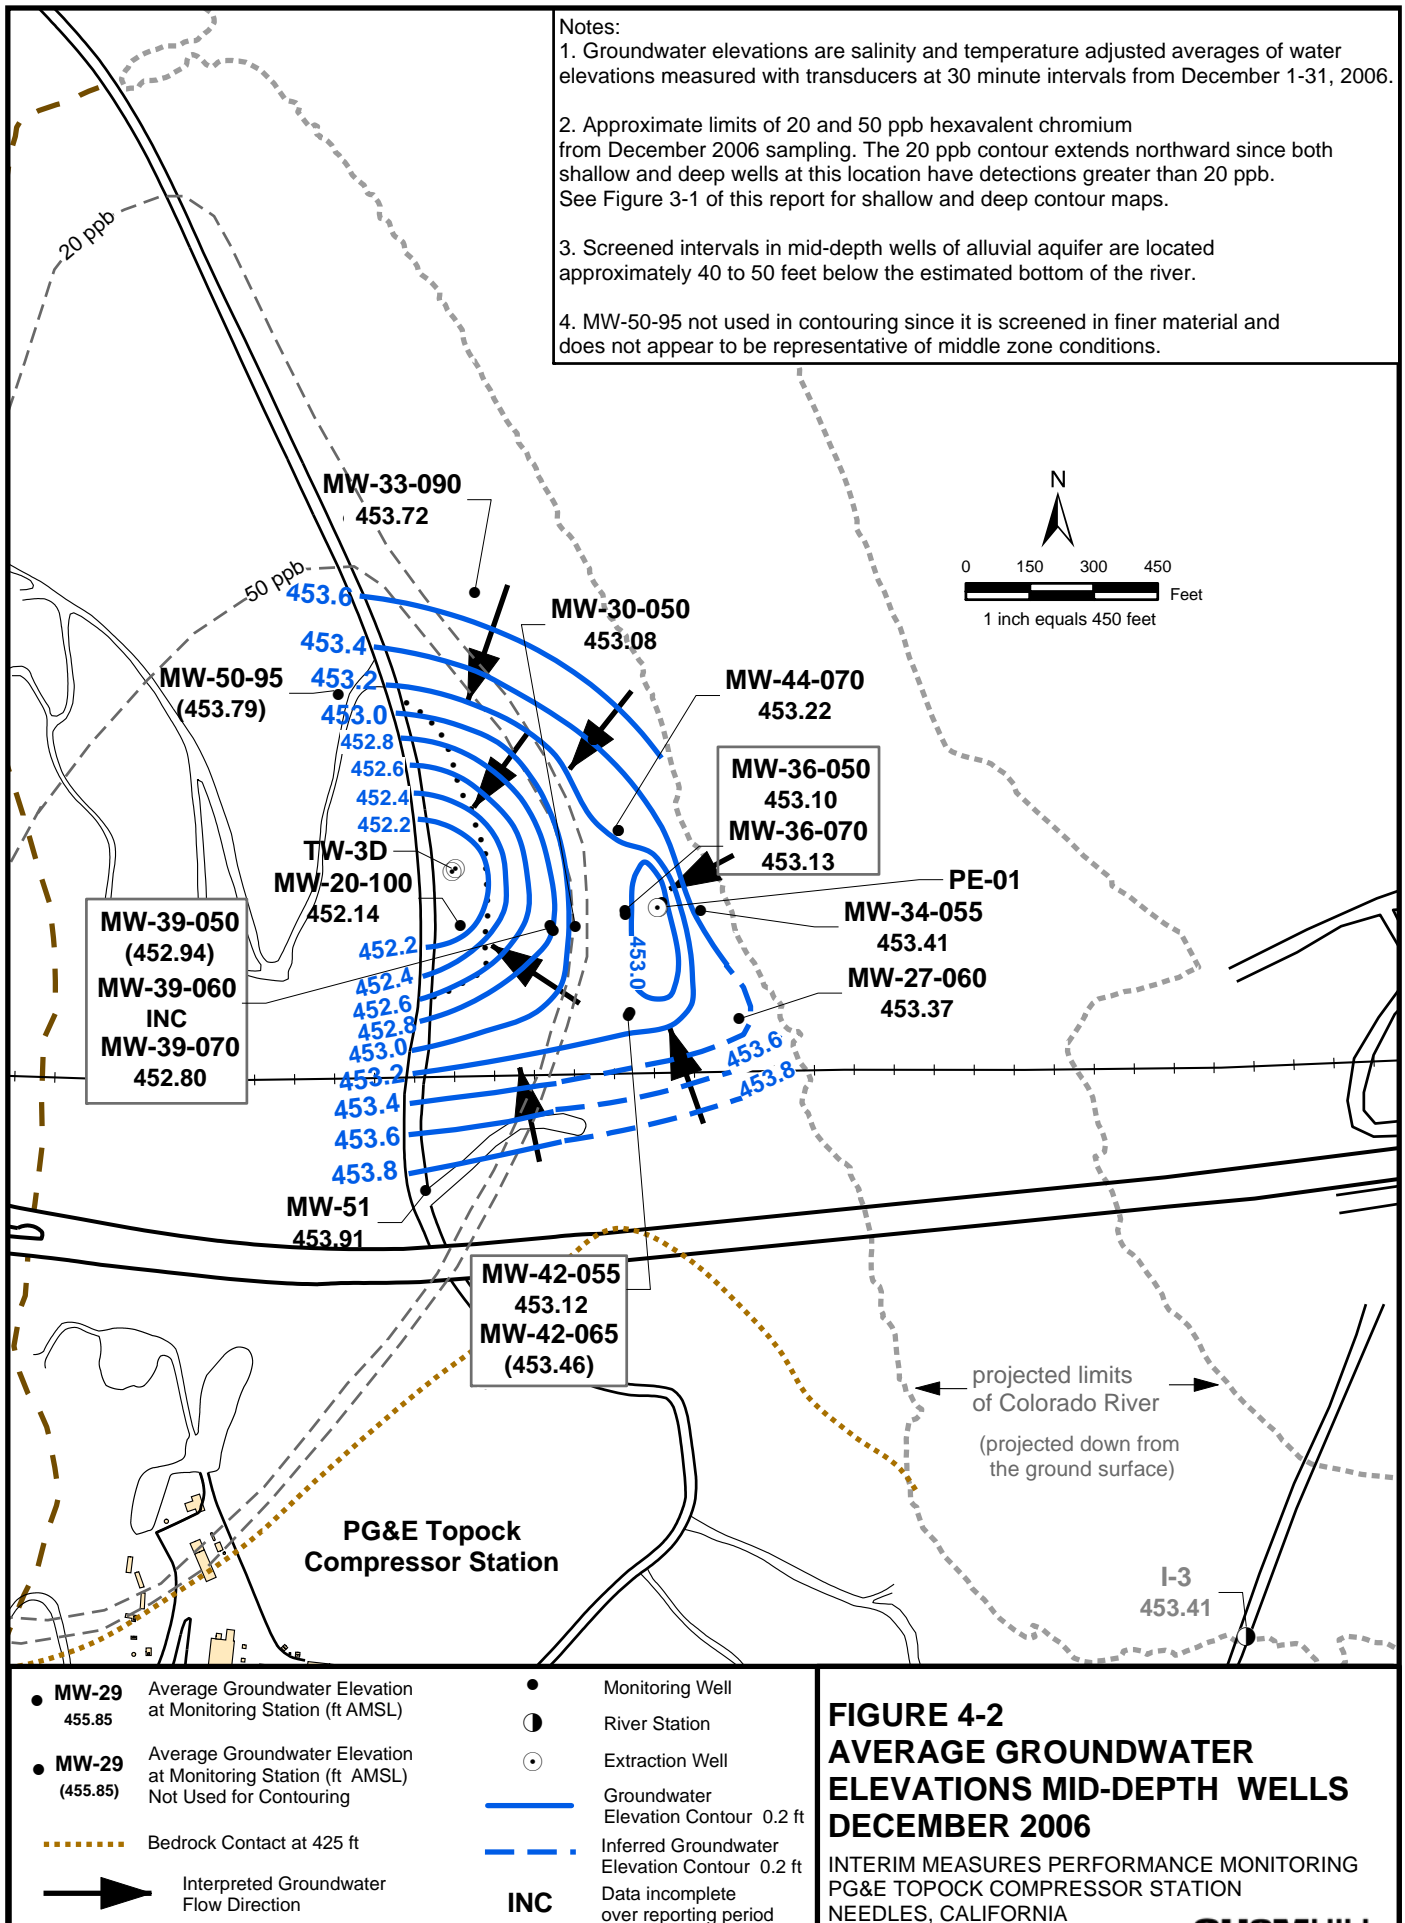 Notes:
1. Groundwater elevations are salinity and temperature adjusted averages of water
elevations measured with transducers at 30 minute intervals from December 1-31, 2006.
2. Approximate limits of 20 and 50 ppb hexavalent chromium
from December 2006 sampling. The 20 ppb contour extends northward since both
shallow and deep wells at this location have detections greater than 20 ppb.
See Figure 3-1 of this report for shallow and deep contour maps.
3. Screened intervals in mid-depth wells of alluvial aquifer are located
approximately 40 to 50 feet below the estimated bottom of the river.
4. MW-50-95 not used in contouring since it is screened in finer material and
does not appear to be representative of middle zone conditions.
20 ppb
MW-33-090
453.72
N
0 150 300 450
Feet
1 inch equals 450 feet
50 ppb
453.6
MW-30-050
453.08
453.4
MW-50-95
(453.79)
453.2
453.0
MW-44-070
453.22
452.8
452.6
452.4
452.2
MW-36-050
453.10
MW-36-070
453.13
TW-3D
MW-20-100
452.14
PE-01
MW-34-055
453.41
MW-39-050
(452.94)
MW-39-060
INC
MW-39-070
452.80
453.0
MW-27-060
453.37
452.2
452.4
452.6
452.8
453.0
453.2
453.4
453.6
453.8
453.6
453.8
MW-51
453.91
MW-42-055
453.12
MW-42-065
(453.46)
projected limits
of Colorado River
(projected down from
the ground surface)
PG&E Topock
Compressor Station
I-3
453.41
MW-29
455.85
Average Groundwater Elevation
at Monitoring Station (ft AMSL)
MW-29
(455.85)
Average Groundwater Elevation
at Monitoring Station (ft AMSL)
Not Used for Contouring
Bedrock Contact at 425 ft
Interpreted Groundwater
Flow Direction
Monitoring Well
River Station
Extraction Well
Groundwater
Elevation Contour 0.2 ft
Inferred Groundwater
Elevation Contour 0.2 ft
INC
Data incomplete
over reporting period
FIGURE 4-2
AVERAGE GROUNDWATER
ELEVATIONS MID-DEPTH WELLS
DECEMBER 2006
INTERIM MEASURES PERFORMANCE MONITORING
PG&E TOPOCK COMPRESSOR STATION
NEEDLES, CALIFORNIA